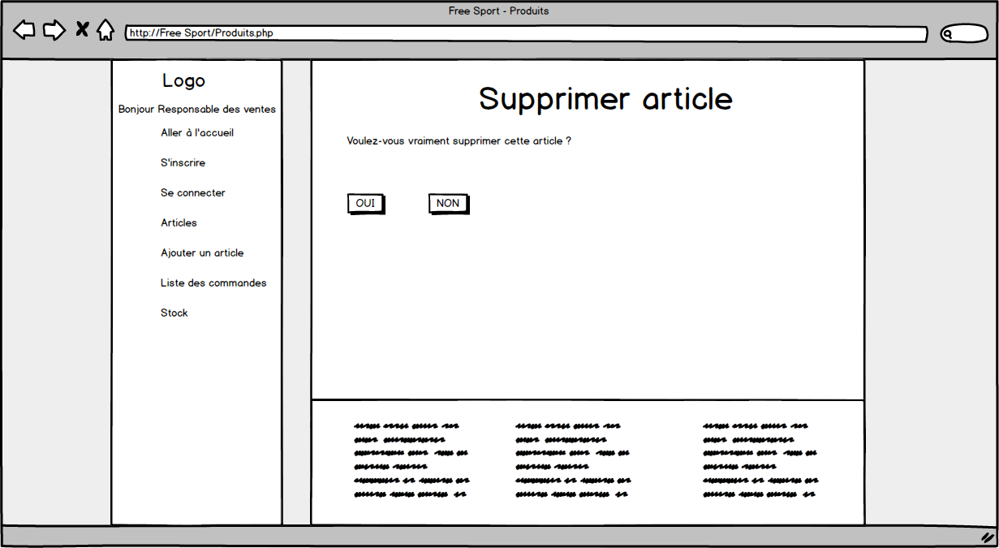 Free Sport - Produits
http://Free Sport/Produits.php
Logo
Bonjour Responsable des ventes
Aller à l'accueil
S'inscrire
Se connecter
Articles
Ajouter un article
Liste des commandes
Stock
Supprimer article
Voulez-vous vraiment supprimer cette article ?
OUI NON